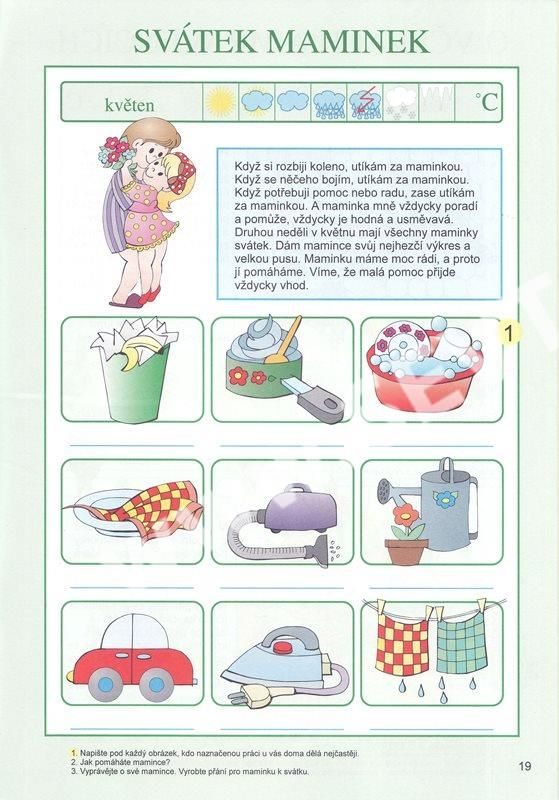 SVÁTEK MAMINEK
květen
°C
Když si rozbiji koleno, utíkám za maminkou.
Když se něčeho bojím, utíkám za maminkou.
Když potřebuji pomoc nebo radu, zase utíkám
za maminkou. A maminka mně vždycky poradí
a pomůže, vždycky je hodná a usměvavá.
Druhou neděli v květnu mají všechny maminky
svátek. Dám mamince svůj nejhezčí výkres a
velkou pusu. Maminku máme moc rádi, a proto
jí pomáháme. Víme, že malá pomoc přijde
vždycky vhod.
1
1. Napište pod každý obrázek, kdo naznačenou práci u vás doma dělá nejčastěji.
2. Jak pomáháte mamince?
3. Vyprávějte o své mamince. Vyrobte přání pro maminku k svátku.
19